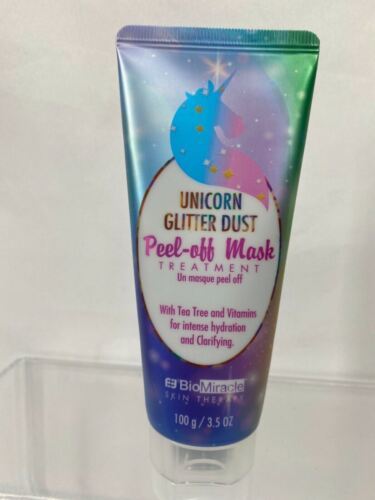 UNICORN
GLITTER DUST
Peel-off Mask
TREATMENT
Un masque peel off
With Tea Tree and Vitamins
for intense hydration
and Clarifying.
BioMiracle
SKIN THERAPY
100 g / 3.5 OZ